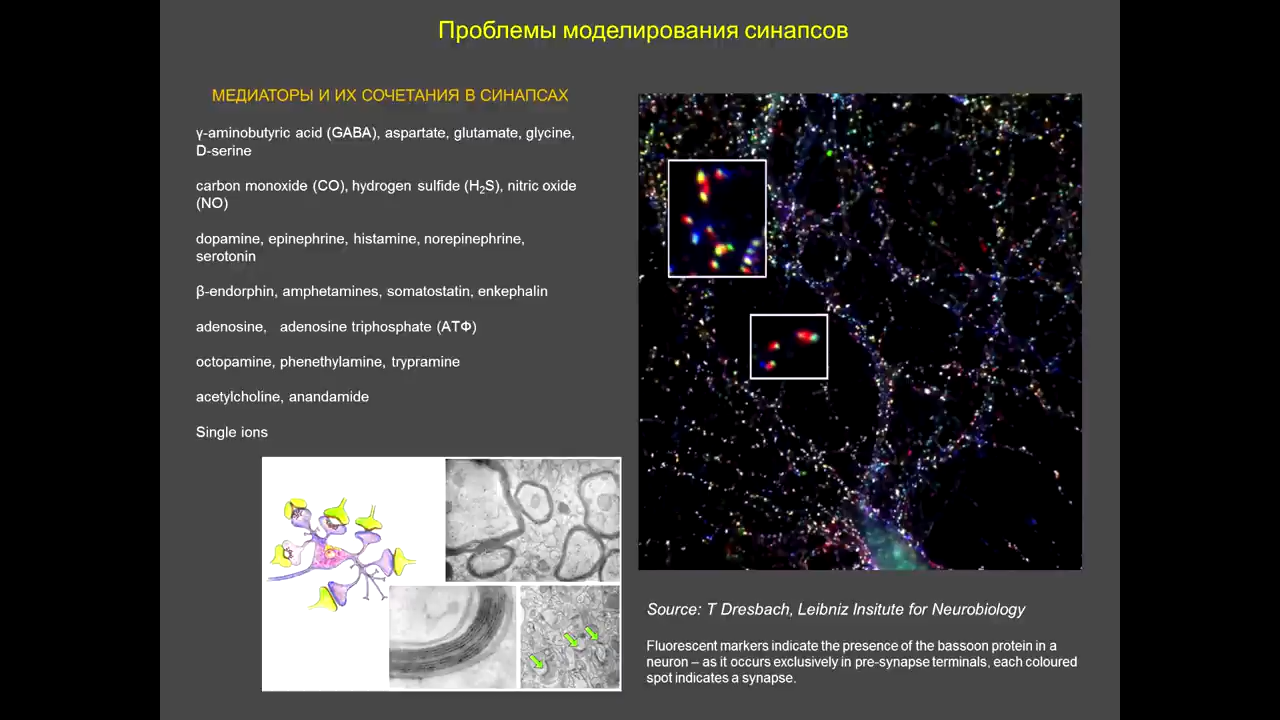 Проблемы моделирования синапсов
МЕДИАТОРЫ И ИХ СОЧЕТАНИЯ В СИНАПСАХ
γ-aminobutyric acid (GABA), aspartate, glutamate, glycine,
D-serine
carbon monoxide (CO), hydrogen sulfide (H₂S), nitric oxide
(NO)
dopamine, epinephrine, histamine, norepinephrine,
serotonin
β-endorphin, amphetamines, somatostatin, enkephalin
adenosine, adenosine triphosphate (АТФ)
octopamine, phenethylamine, trypramine
acetylcholine, anandamide
Single ions
Source: T Dresbach, Leibniz Insitute for Neurobiology
Fluorescent markers indicate the presence of the bassoon protein in a
neuron – as it occurs exclusively in pre-synapse terminals, each coloured
spot indicates a synapse.